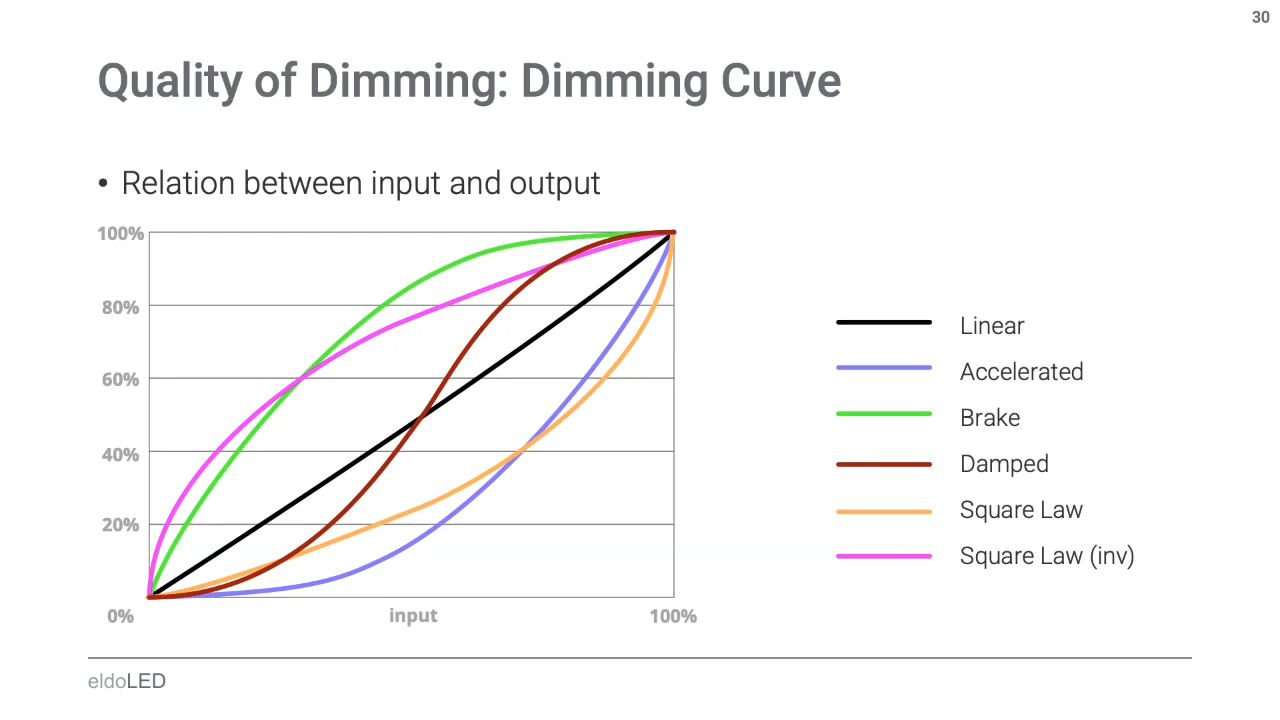 30
Quality of Dimming: Dimming Curve
• Relation between input and output
100%
80%
60%
40%
20%
0%
input
100%
Linear
Accelerated
Brake
Damped
Square Law
Square Law (inv)
eldoLED